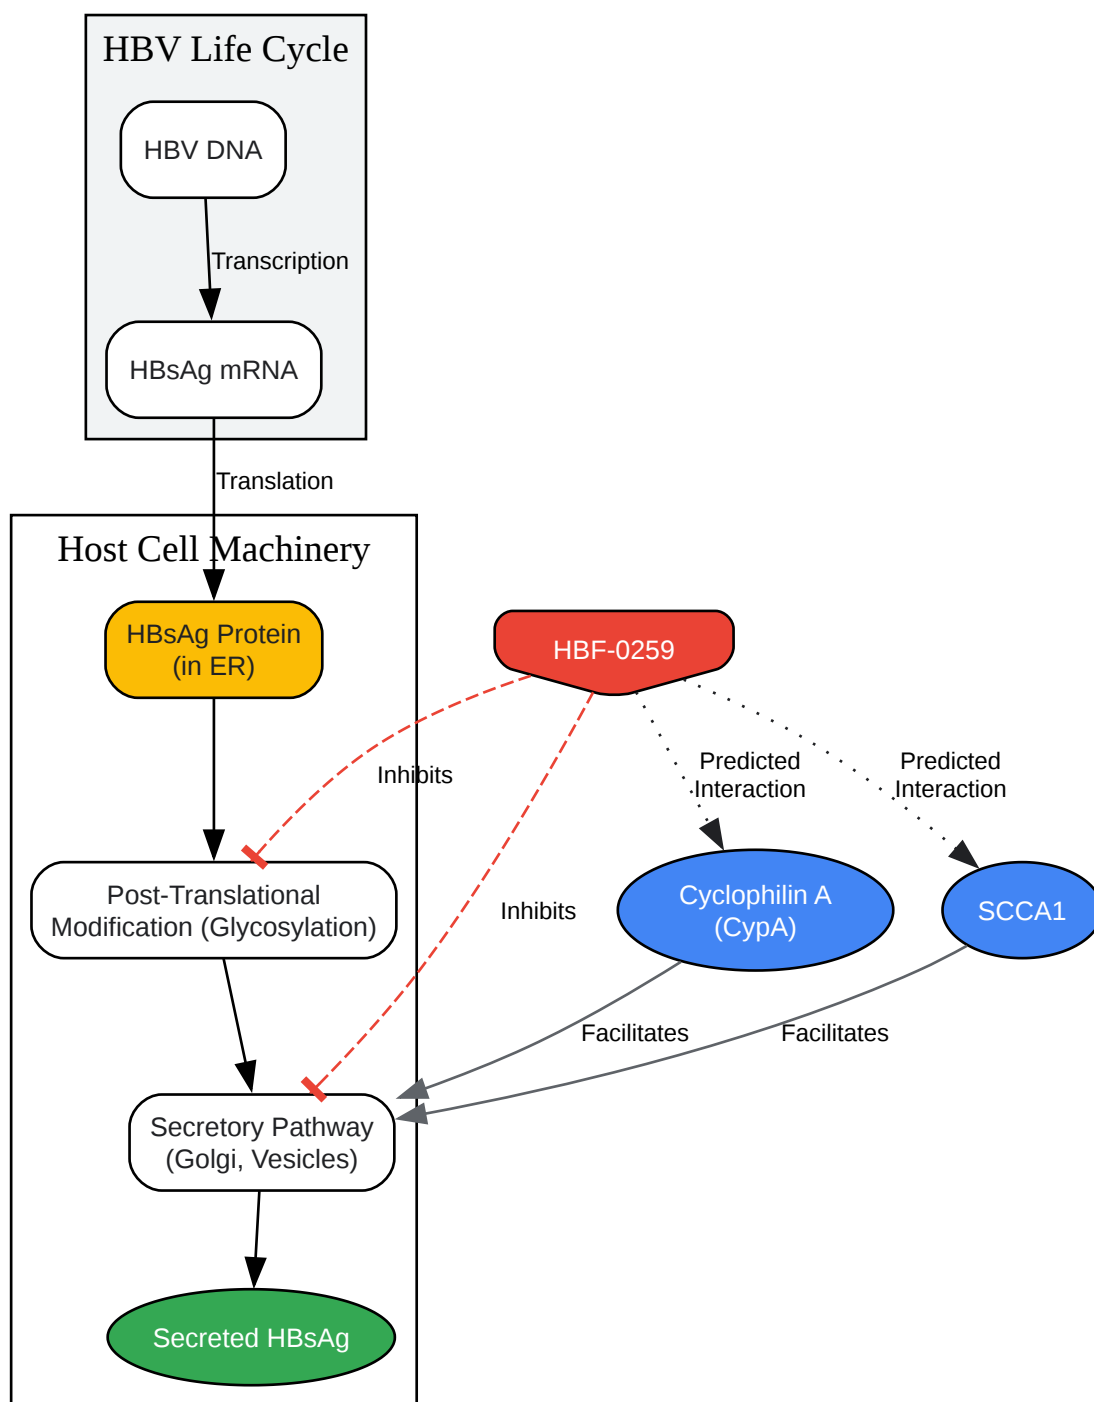 HBV Life Cycle
HBV DNA
Transcription
HBsAg mRNA
Translation
Host Cell Machinery
HBsAg Protein
(in ER)
HBF-0259
Inhibits
Predicted
Interaction
Predicted
Interaction
Post-Translational
Modification (Glycosylation)
Inhibits
Cyclophilin A
(CypA)
SCCA1
Facilitates
Facilitates
Secretory Pathway
(Golgi, Vesicles)
Secreted HBsAg